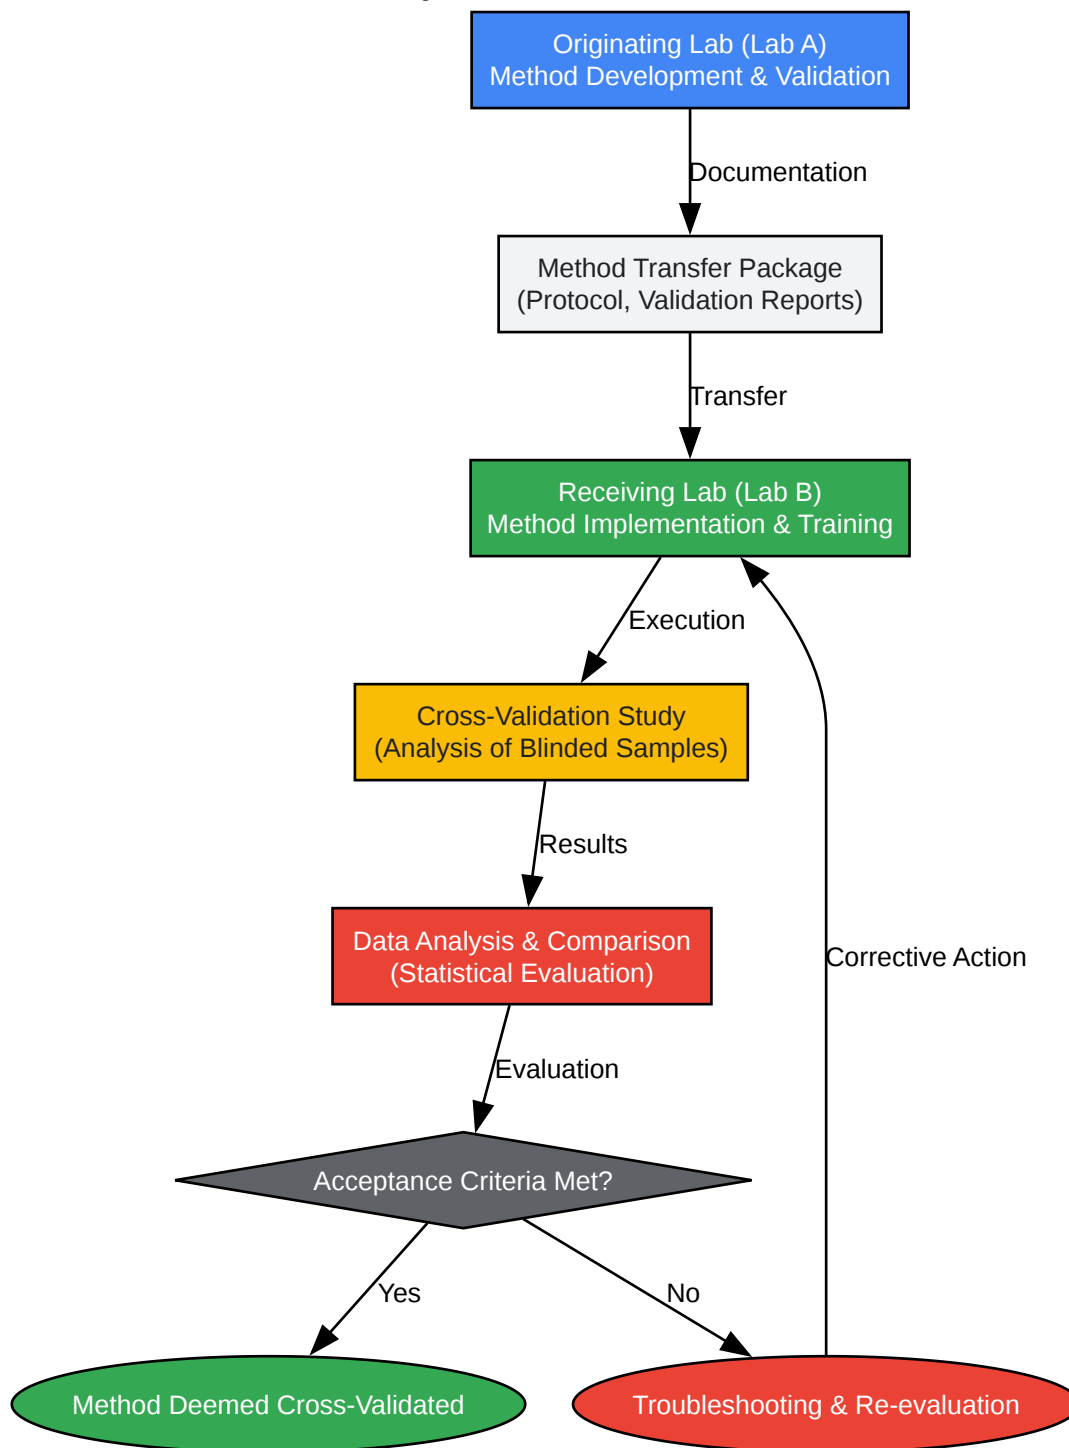 Originating Lab (Lab A)
Method Development & Validation
Documentation
Method Transfer Package
(Protocol, Validation Reports)
Transfer
Receiving Lab (Lab B)
Method Implementation & Training
Execution
Cross-Validation Study
(Analysis of Blinded Samples)
Results
Data Analysis & Comparison
(Statistical Evaluation)
Corrective Action
Evaluation
Acceptance Criteria Met?
Yes
No
Method Deemed Cross-Validated
Troubleshooting & Re-evaluation